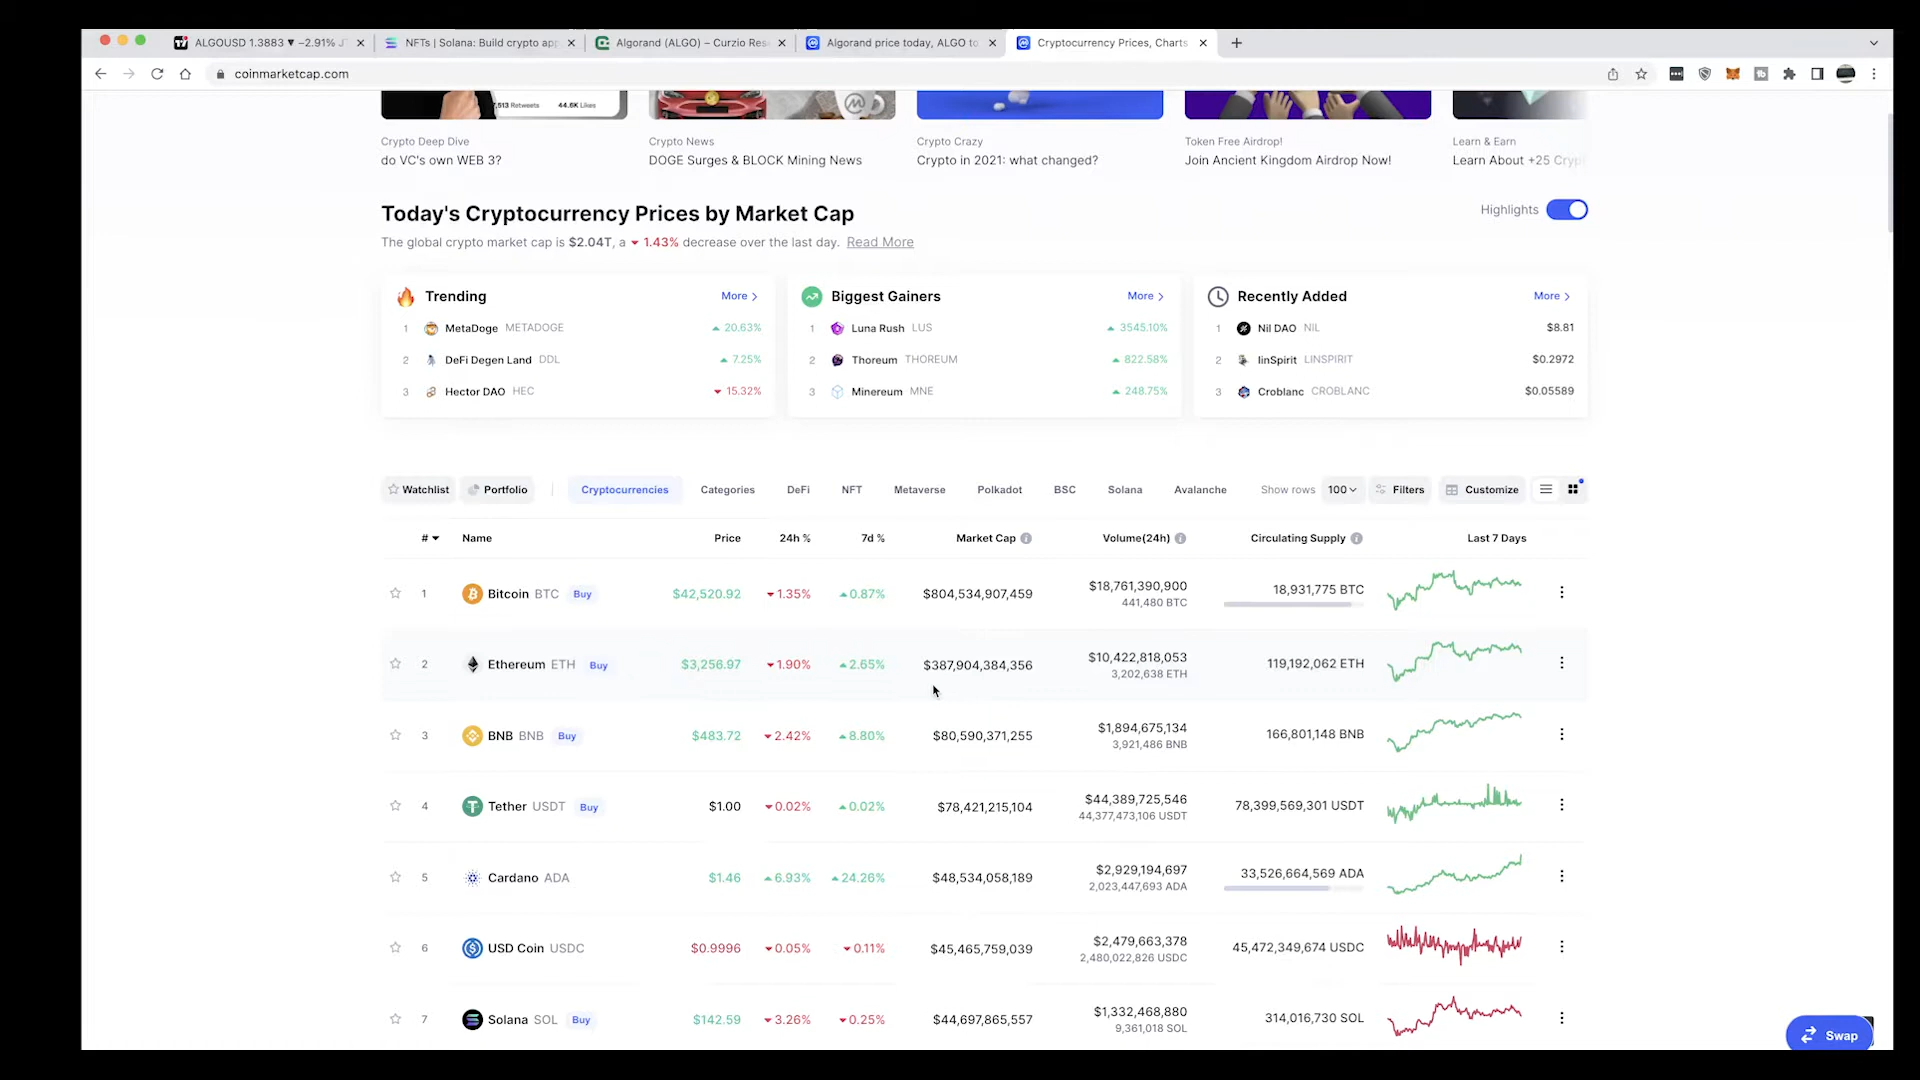 ALGOUSD 1.3883 ▼ −2.91%
NFTs | Solana: Build crypto app
Algorand (ALGO) – Curzio Res
Algorand price today, ALGO to
Cryptocurrency Prices, Charts
coinmarketcap.com
,513 Retweets 44.6K Likes
Crypto Deep Dive
do VC's own WEB 3?
Crypto News
DOGE Surges & BLOCK Mining News
Crypto Crazy
Crypto in 2021: what changed?
Token Free Airdrop!
Join Ancient Kingdom Airdrop Now!
Learn & Earn
Learn About +25 Cryp
Today's Cryptocurrency Prices by Market Cap
Highlights
The global crypto market cap is $2.04T, a ▼ 1.43% decrease over the last day. Read More
Trending More >
1 MetaDoge METADOGE ▲ 20.63%
2 DeFi Degen Land DDL ▲ 7.25%
3 Hector DAO HEC ▼ 15.32%
Biggest Gainers More >
1 Luna Rush LUS ▲ 3545.10%
2 Thoreum THOREUM ▲ 822.58%
3 Minereum MNE ▲ 248.75%
Recently Added More >
1 Nil DAO NIL $8.81
2 linSpirit LINSPIRIT $0.2972
3 Croblanc CROBLANC $0.05589
Watchlist Portfolio Cryptocurrencies Categories DeFi NFT Metaverse Polkadot BSC Solana Avalanche Show rows 100 Filters Customize
# ▼ Name Price 24h % 7d % Market Cap Volume(24h) Circulating Supply Last 7 Days
1 Bitcoin BTC Buy $42,520.92 ▼1.35% ▲0.87% $804,534,907,459 $18,761,390,900 18,931,775 BTC
441,480 BTC
2 Ethereum ETH Buy $3,256.97 ▼1.90% ▲2.65% $387,904,384,356 $10,422,818,053 119,192,062 ETH
3,202,638 ETH
3 BNB BNB Buy $483.72 ▼2.42% ▲8.80% $80,590,371,255 $1,894,675,134 166,801,148 BNB
3,921,486 BNB
4 Tether USDT Buy $1.00 ▼0.02% ▲0.02% $78,421,215,104 $44,389,725,546 78,399,569,301 USDT
44,377,473,106 USDT
5 Cardano ADA $1.46 ▲6.93% ▲24.26% $48,534,058,189 $2,929,194,697 33,526,664,569 ADA
2,023,447,693 ADA
6 USD Coin USDC $0.9996 ▼0.05% ▼0.11% $45,465,759,039 $2,479,663,378 45,472,349,674 USDC
2,480,022,826 USDC
7 Solana SOL Buy $142.59 ▼3.26% ▼0.25% $44,697,865,557 $1,332,468,880 314,016,730 SOL
9,361,018 SOL
Swap